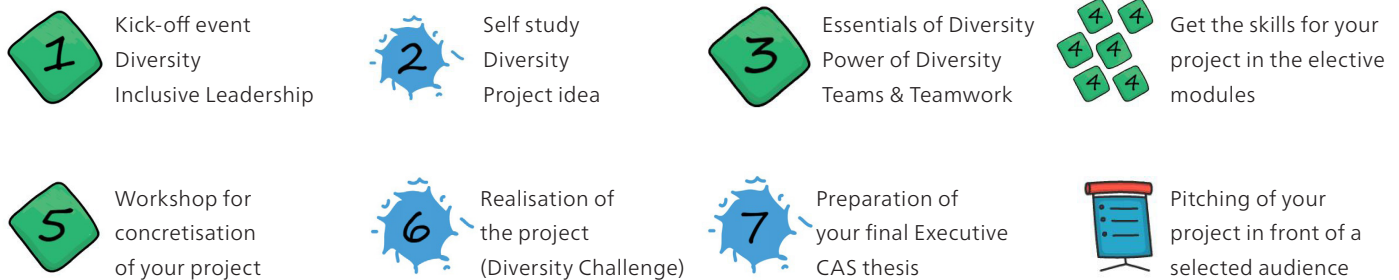 1
Kick-off event
Diversity
Inclusive Leadership
2
Self study
Diversity
Project idea
3
Essentials of Diversity
Power of Diversity
Teams & Teamwork
4 4
4 4
4 4
Get the skills for your
project in the elective
modules
5
Workshop for
concretisation
of your project
6
Realisation of
the project
(Diversity Challenge)
7
Preparation of
your final Executive
CAS thesis
Pitching of your
project in front of a
selected audience